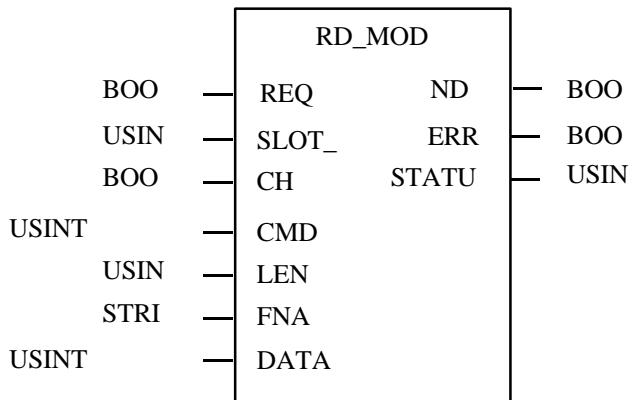 RD_MOD
BOO REQ ND BOO
USIN SLOT_ ERR BOO
BOO CH STATU USIN
USINT CMD
USIN LEN
STRI FNA
USINT DATA